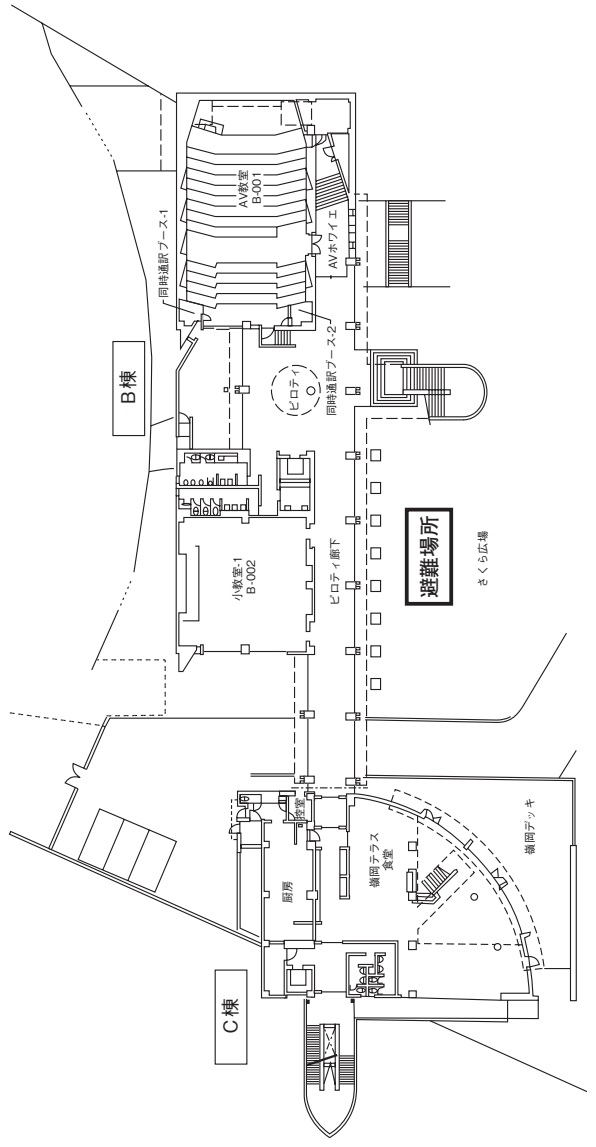 C棟
B棟
厨房
控室
嶺岡テラス
食堂
嶺岡デッキ
小教室-1
B-002
ピロティ廊下
避難場所
さくら広場
ピロティ
同時通訳ブース-1
同時通訳ブース-2
AV教室
B-001
AVホワイエ